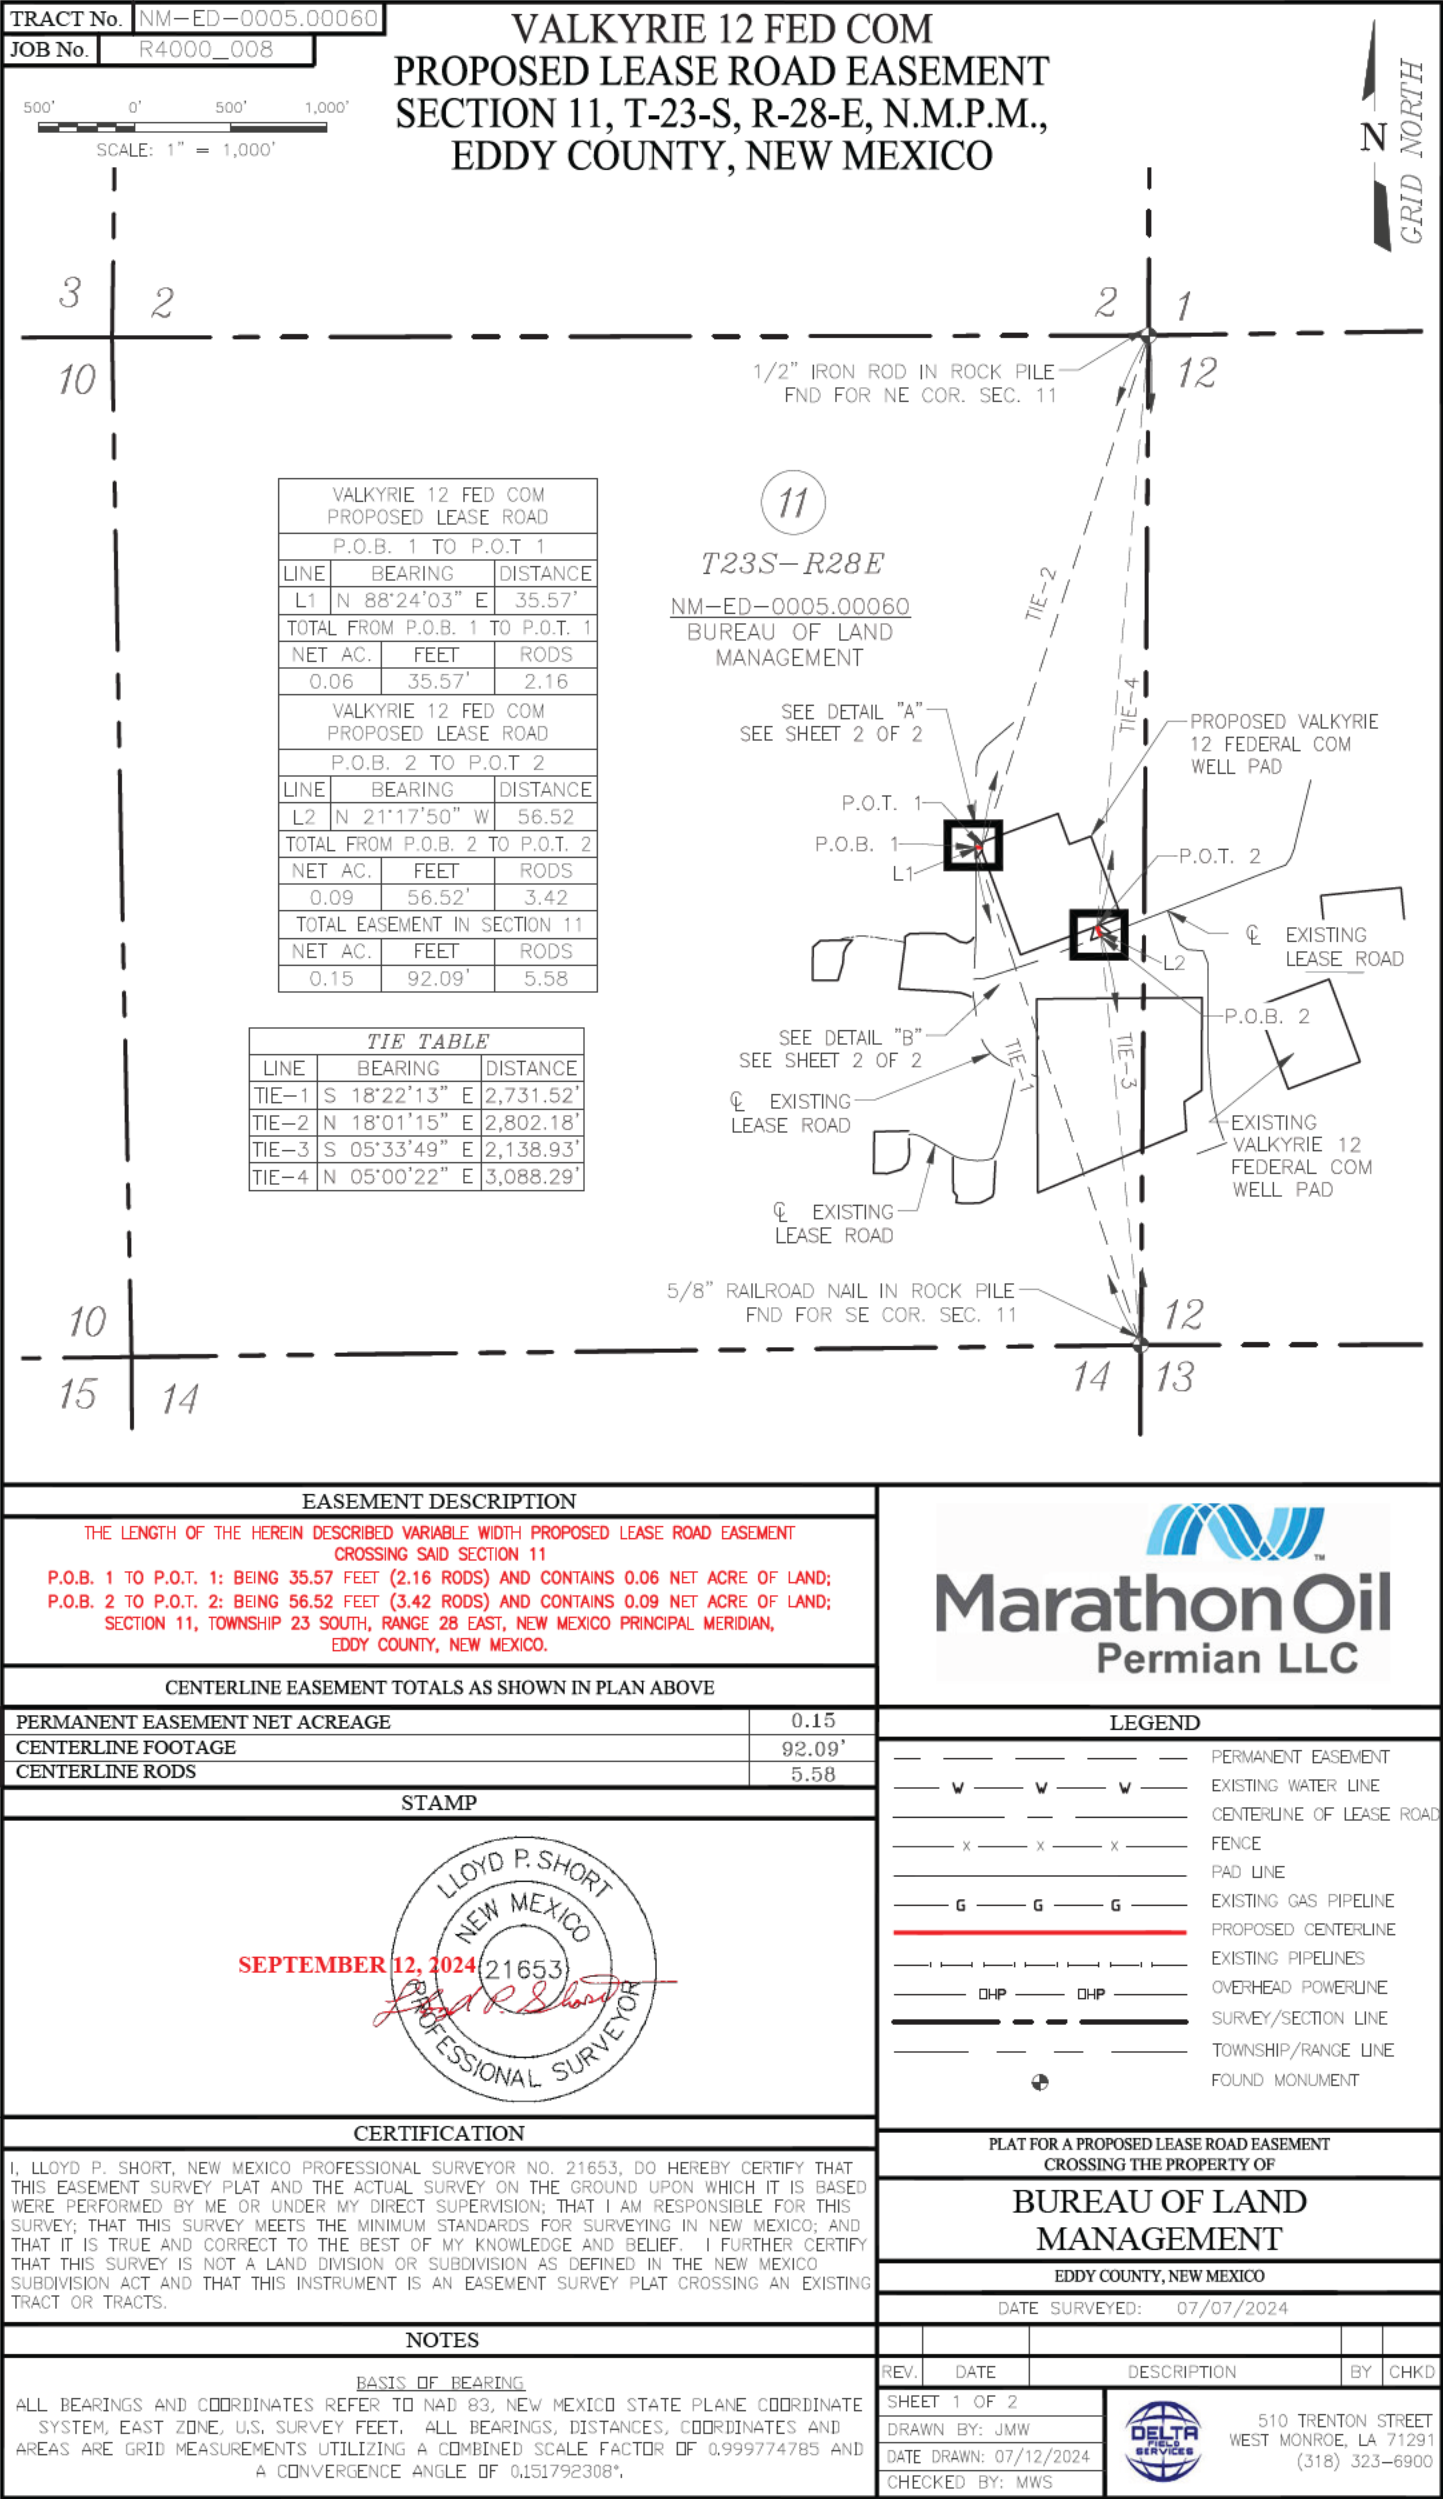 TRACT No. NM-ED-0005.00060
JOB No. R4000_008
VALKYRIE 12 FED COM
PROPOSED LEASE ROAD EASEMENT
SECTION 11, T-23-S, R-28-E, N.M.P.M.,
EDDY COUNTY, NEW MEXICO
500' 0' 500' 1,000'
SCALE: 1" = 1,000'
N
GRID NORTH
3 2
2 1
10
12
1/2" IRON ROD IN ROCK PILE
FND FOR NE COR. SEC. 11
11
T23S-R28E
NM-ED-0005.00060
BUREAU OF LAND
MANAGEMENT
VALKYRIE 12 FED COM
PROPOSED LEASE ROAD
P.O.B. 1 TO P.O.T 1
LINE BEARING DISTANCE
L1 N 88°24'03" E 35.57'
TOTAL FROM P.O.B. 1 TO P.O.T. 1
NET AC. FEET RODS
0.06 35.57' 2.16
VALKYRIE 12 FED COM
PROPOSED LEASE ROAD
P.O.B. 2 TO P.O.T 2
LINE BEARING DISTANCE
L2 N 21°17'50" W 56.52
TOTAL FROM P.O.B. 2 TO P.O.T. 2
NET AC. FEET RODS
0.09 56.52' 3.42
TOTAL EASEMENT IN SECTION 11
NET AC. FEET RODS
0.15 92.09' 5.58
TIE TABLE
LINE BEARING DISTANCE
TIE-1 S 18°22'13" E 2,731.52'
TIE-2 N 18°01'15" E 2,802.18'
TIE-3 S 05°33'49" E 2,138.93'
TIE-4 N 05°00'22" E 3,088.29'
TIE-2
TIE-4
SEE DETAIL "A"
SEE SHEET 2 OF 2
PROPOSED VALKYRIE
12 FEDERAL COM
WELL PAD
P.O.T. 1
P.O.B. 1
L1
P.O.T. 2
℄ EXISTING
LEASE ROAD
L2
P.O.B. 2
SEE DETAIL "B"
SEE SHEET 2 OF 2
TIE-1
TIE-3
℄ EXISTING
LEASE ROAD
EXISTING
VALKYRIE 12
FEDERAL COM
WELL PAD
℄ EXISTING
LEASE ROAD
5/8" RAILROAD NAIL IN ROCK PILE
FND FOR SE COR. SEC. 11
10
12
15 14
14 13
EASEMENT DESCRIPTION
THE LENGTH OF THE HEREIN DESCRIBED VARIABLE WIDTH PROPOSED LEASE ROAD EASEMENT
CROSSING SAID SECTION 11
P.O.B. 1 TO P.O.T. 1: BEING 35.57 FEET (2.16 RODS) AND CONTAINS 0.06 NET ACRE OF LAND;
P.O.B. 2 TO P.O.T. 2: BEING 56.52 FEET (3.42 RODS) AND CONTAINS 0.09 NET ACRE OF LAND;
SECTION 11, TOWNSHIP 23 SOUTH, RANGE 28 EAST, NEW MEXICO PRINCIPAL MERIDIAN,
EDDY COUNTY, NEW MEXICO.
CENTERLINE EASEMENT TOTALS AS SHOWN IN PLAN ABOVE
PERMANENT EASEMENT NET ACREAGE 0.15
CENTERLINE FOOTAGE 92.09'
CENTERLINE RODS 5.58
STAMP
LLOYD P. SHORT
NEW MEXICO
21653
PROFESSIONAL SURVEYOR
SEPTEMBER 12, 2024
Lloyd P. Short
CERTIFICATION
I, LLOYD P. SHORT, NEW MEXICO PROFESSIONAL SURVEYOR NO. 21653, DO HEREBY CERTIFY THAT
THIS EASEMENT SURVEY PLAT AND THE ACTUAL SURVEY ON THE GROUND UPON WHICH IT IS BASED
WERE PERFORMED BY ME OR UNDER MY DIRECT SUPERVISION; THAT I AM RESPONSIBLE FOR THIS
SURVEY; THAT THIS SURVEY MEETS THE MINIMUM STANDARDS FOR SURVEYING IN NEW MEXICO; AND
THAT IT IS TRUE AND CORRECT TO THE BEST OF MY KNOWLEDGE AND BELIEF. I FURTHER CERTIFY
THAT THIS SURVEY IS NOT A LAND DIVISION OR SUBDIVISION AS DEFINED IN THE NEW MEXICO
SUBDIVISION ACT AND THAT THIS INSTRUMENT IS AN EASEMENT SURVEY PLAT CROSSING AN EXISTING
TRACT OR TRACTS.
NOTES
BASIS OF BEARING
ALL BEARINGS AND COORDINATES REFER TO NAD 83, NEW MEXICO STATE PLANE COORDINATE
SYSTEM, EAST ZONE, U.S. SURVEY FEET. ALL BEARINGS, DISTANCES, COORDINATES AND
AREAS ARE GRID MEASUREMENTS UTILIZING A COMBINED SCALE FACTOR OF 0.999774785 AND
A CONVERGENCE ANGLE OF 0.151792308°.
Marathon Oil
Permian LLC
™
LEGEND
PERMANENT EASEMENT
W W W EXISTING WATER LINE
CENTERLINE OF LEASE ROAD
X X X FENCE
PAD LINE
G G G EXISTING GAS PIPELINE
PROPOSED CENTERLINE
EXISTING PIPELINES
OHP OHP OVERHEAD POWERLINE
SURVEY/SECTION LINE
TOWNSHIP/RANGE LINE
FOUND MONUMENT
PLAT FOR A PROPOSED LEASE ROAD EASEMENT
CROSSING THE PROPERTY OF
BUREAU OF LAND
MANAGEMENT
EDDY COUNTY, NEW MEXICO
DATE SURVEYED: 07/07/2024
REV. DATE DESCRIPTION BY CHKD
SHEET 1 OF 2
DRAWN BY: JMW
DATE DRAWN: 07/12/2024
CHECKED BY: MWS
DELTA
FIELD
SERVICES
510 TRENTON STREET
WEST MONROE, LA 71291
(318) 323-6900